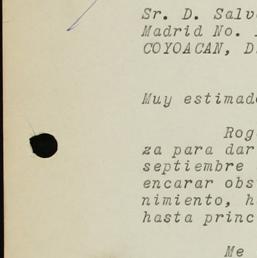 Sr. D. Salv
Madrid No.
COYOACAN, D
Muy estimad
Rog
za para dar
septiembre
encarar obs
nimiento, h
hasta princ
Me